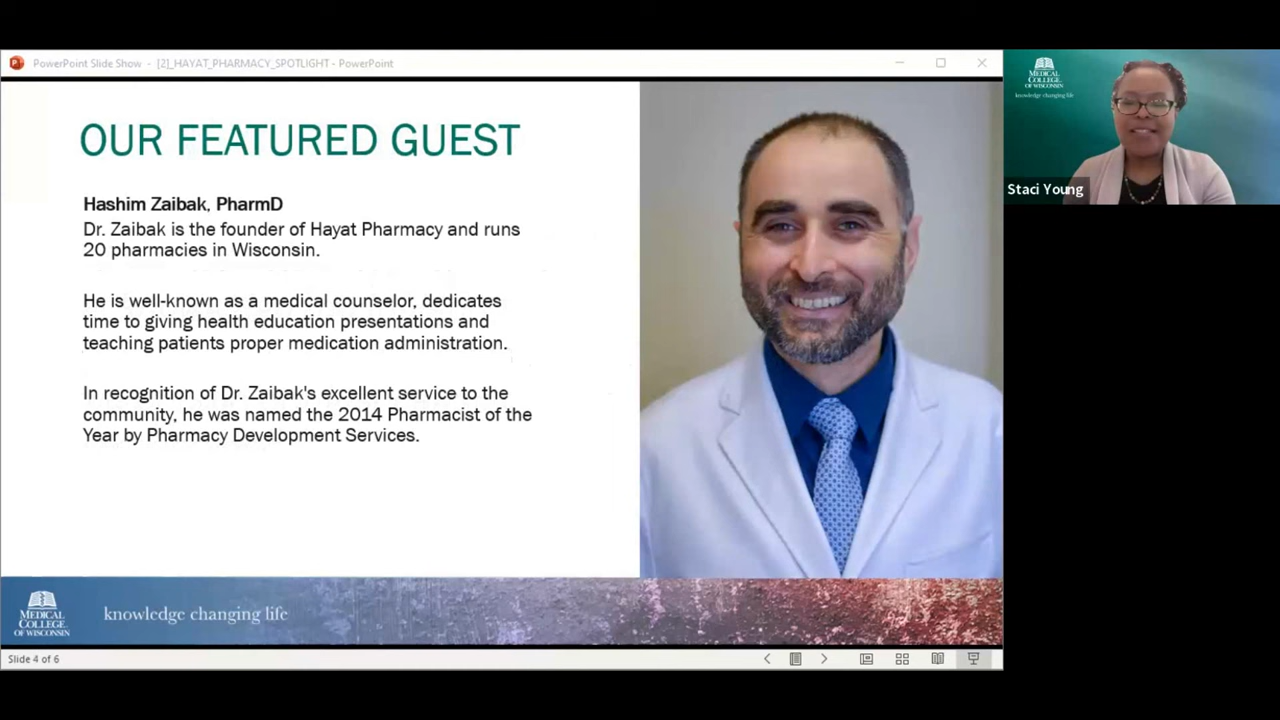 PowerPoint Slide Show - [2]_HAYAT_PHARMACY_SPOTLIGHT - PowerPoint
OUR FEATURED GUEST
Hashim Zaibak, PharmD
Dr. Zaibak is the founder of Hayat Pharmacy and runs
20 pharmacies in Wisconsin.
He is well-known as a medical counselor, dedicates
time to giving health education presentations and
teaching patients proper medication administration.
In recognition of Dr. Zaibak's excellent service to the
community, he was named the 2014 Pharmacist of the
Year by Pharmacy Development Services.
MEDICAL
COLLEGE
OF WISCONSIN
knowledge changing life
Slide 4 of 6
MEDICAL
COLLEGE
OF WISCONSIN
knowledge changing life
Staci Young